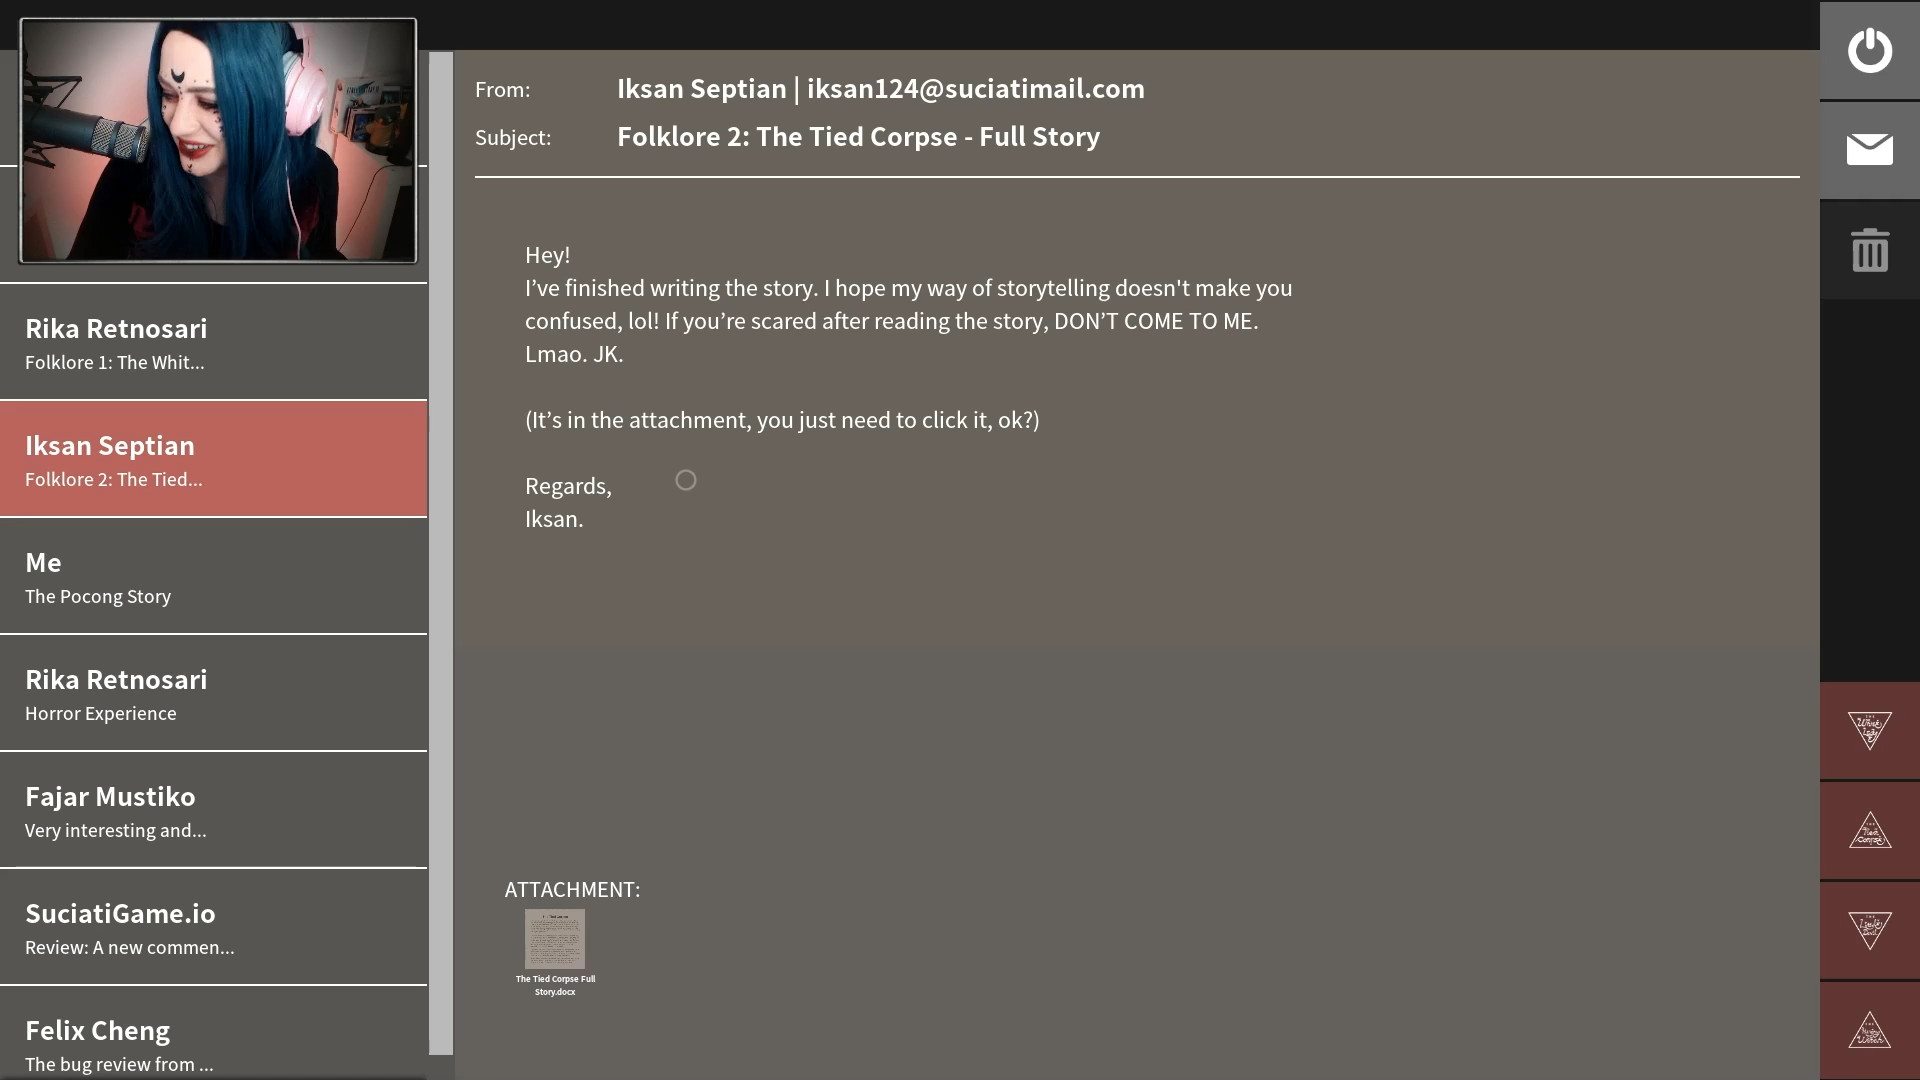 From: Iksan Septian | iksan124@suciatimail.com
Subject: Folklore 2: The Tied Corpse - Full Story
Hey!
I’ve finished writing the story. I hope my way of storytelling doesn't make you
confused, lol! If you’re scared after reading the story, DON’T COME TO ME.
Lmao. JK.
(It’s in the attachment, you just need to click it, ok?)
Regards,
Iksan.
ATTACHMENT:
The Tied Corpse Full
Story.docx
Rika Retnosari
Folklore 1: The Whit...
Iksan Septian
Folklore 2: The Tied...
Me
The Pocong Story
Rika Retnosari
Horror Experience
Fajar Mustiko
Very interesting and...
SuciatiGame.io
Review: A new commen...
Felix Cheng
The bug review from ...